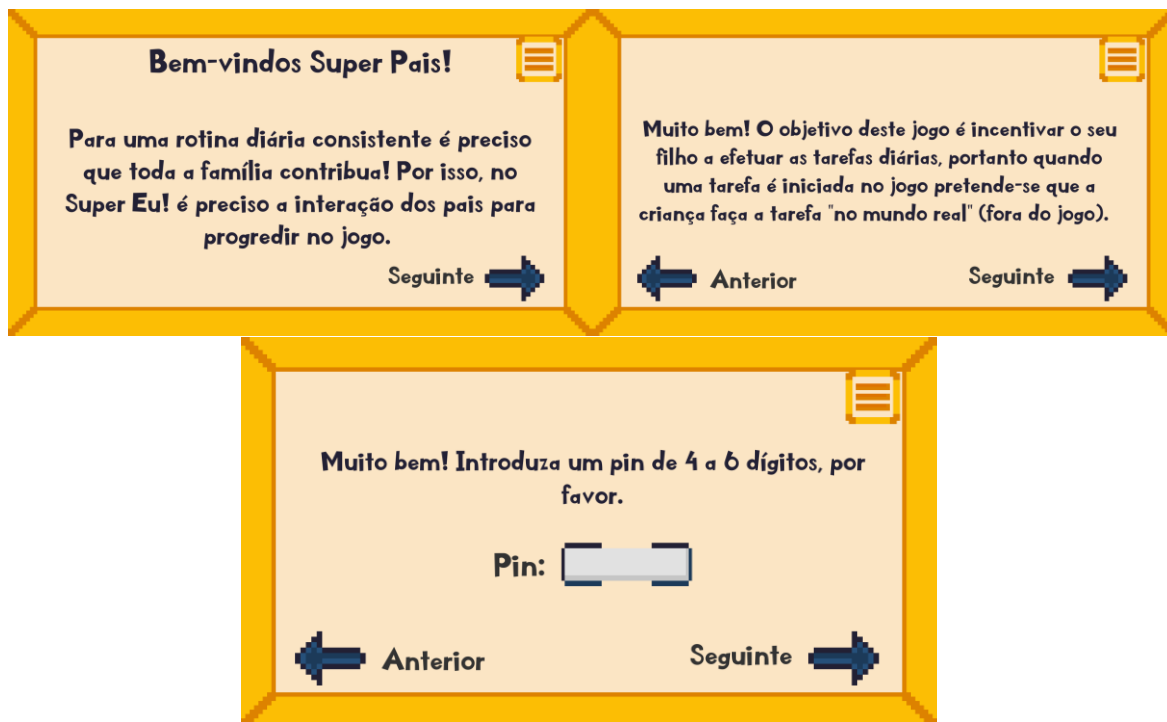 Bem-vindos Super Pais!
Para uma rotina diária consistente é preciso
que toda a família contribua! Por isso, no
Super Eu! é preciso a interação dos pais para
progredir no jogo.
Seguinte
Muito bem! O objetivo deste jogo é incentivar o seu
filho a efetuar as tarefas diárias, portanto quando
uma tarefa é iniciada no jogo pretende-se que a
criança faça a tarefa "no mundo real" (fora do jogo).
Anterior
Seguinte
Muito bem! Introduza um pin de 4 a 6 dígitos, por
favor.
Pin:
Anterior
Seguinte